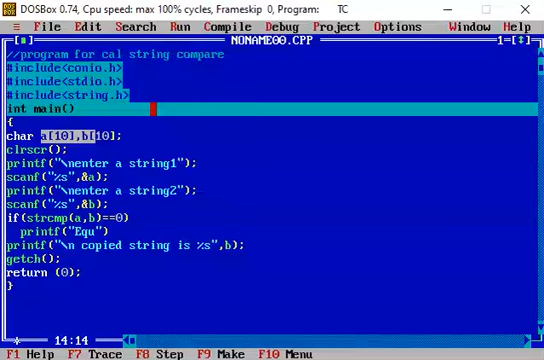 DOSBox 0.74, Cpu speed: max 100% cycles, Frameskip 0, Program: TC
≡ File Edit Search Run Compile Debug Project Options Window Help
NONAME00.CPP 1=[↕]
//program for cal string compare
#include<conio.h>
#include<stdio.h>
#include<string.h>
int main()
{
char a[10],b[10];
clrscr();
printf("\nenter a string1");
scanf("%s",&a);
printf("\nenter a string2");
scanf("%s",&b);
if(strcmp(a,b)==0)
printf("Equ")
printf("\n copied string is %s",b);
getch();
return (0);
}
14:14
F1 Help F7 Trace F8 Step F9 Make F10 Menu